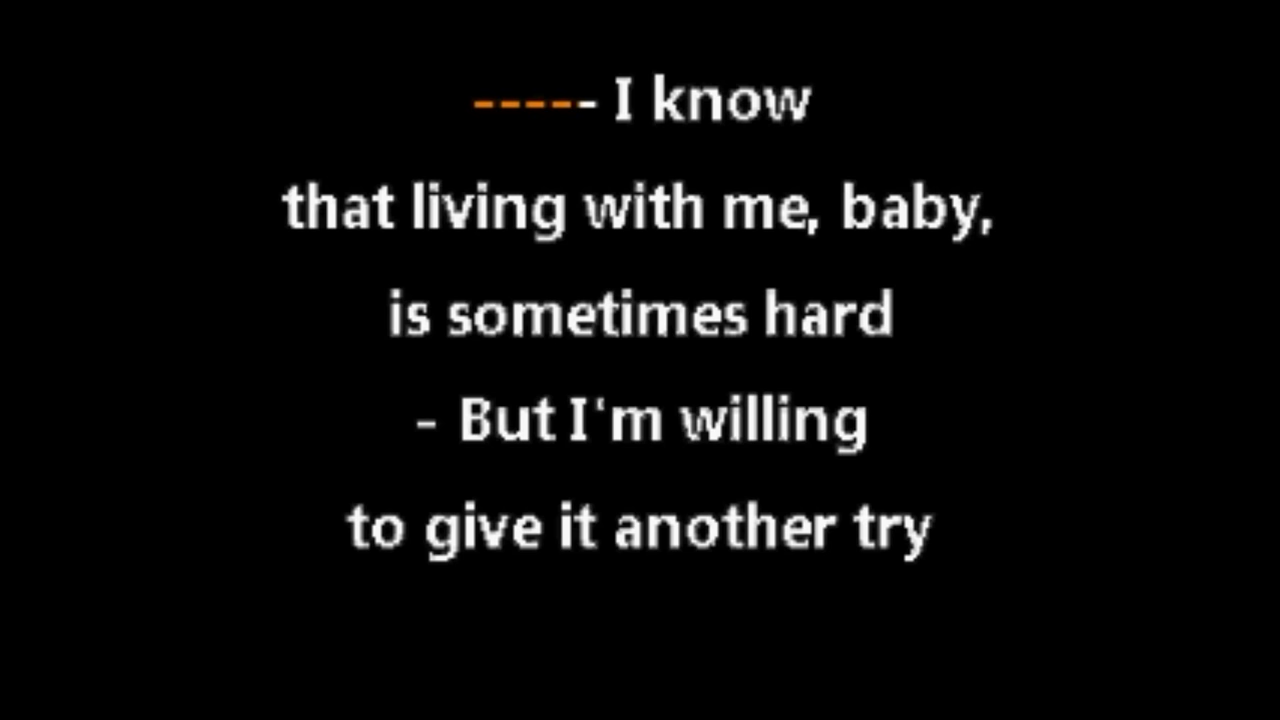 ------ I know
that living with me, baby,
is sometimes hard
- But I'm willing
to give it another try